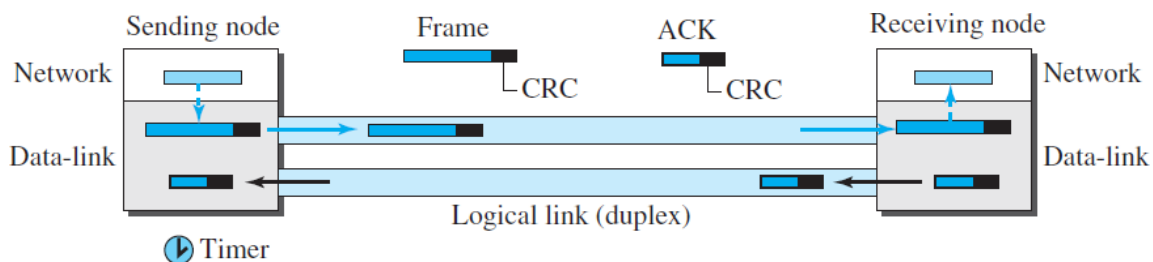 Sending node
Frame
ACK
Receiving node
Network
CRC
CRC
Network
Data-link
Data-link
Logical link (duplex)
Timer